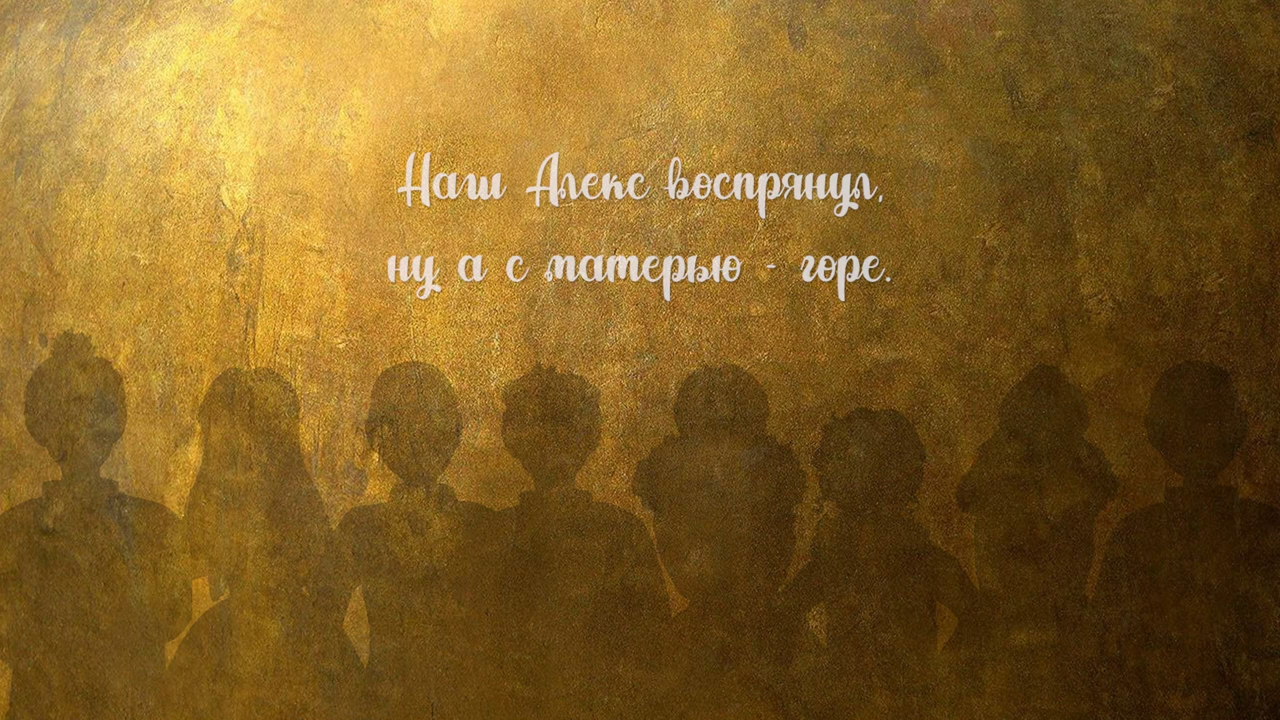 Наш Алекс воспрянул,
ну а с матерью - горе.